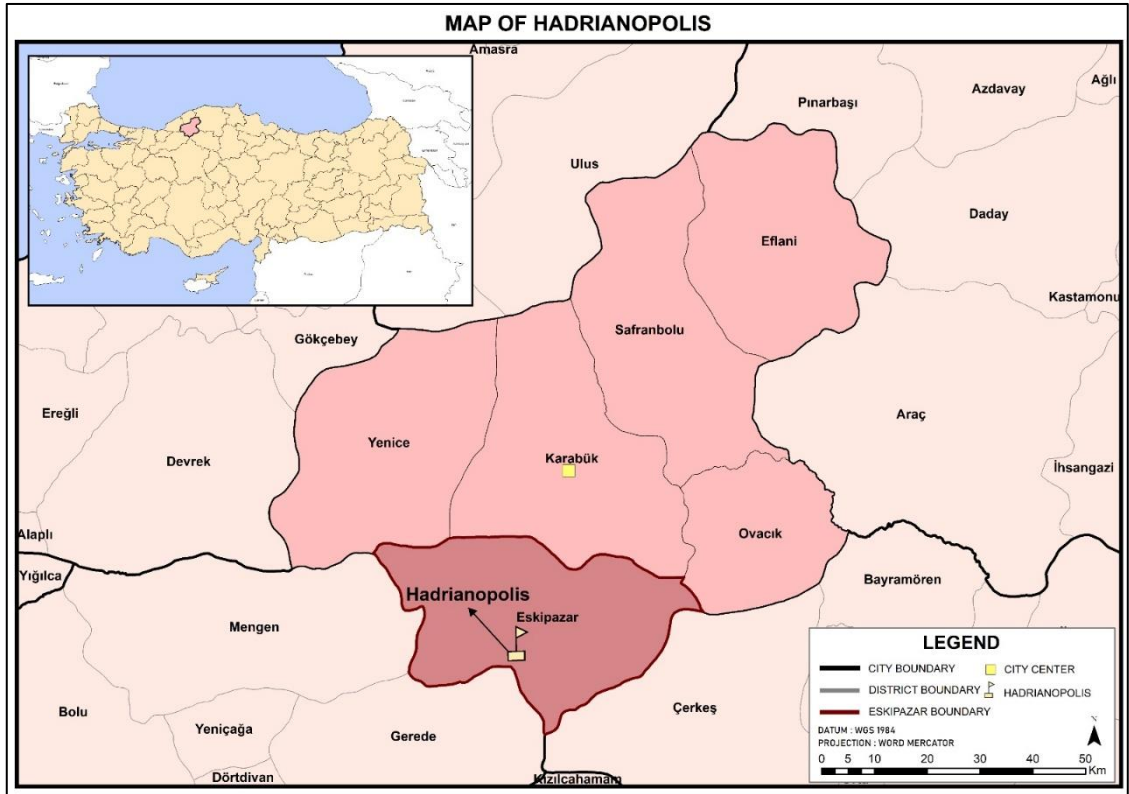 MAP OF HADRIANOPOLIS
Amasra
Azdavay
Ağlı
Pınarbaşı
Ulus
Daday
Eflani
Kastamonu
Safranbolu
Gökçebey
Ereğli
Araç
Yenice
Devrek
Karabük
İhsangazi
Alaplı
Ovacık
Yığılca
Bayramören
Hadrianopolis
Eskipazar
Mengen
Bolu
Yeniçağa
Gerede
Çerkeş
Dörtdivan
Kızılcahamam
LEGEND
CITY BOUNDARY
CITY CENTER
DISTRICT BOUNDARY
HADRIANOPOLIS
ESKIPAZAR BOUNDARY
DATUM : WGS 1984
PROJECTION : WORD MERCATOR
N
0 5 10 20 30 40 50
Km